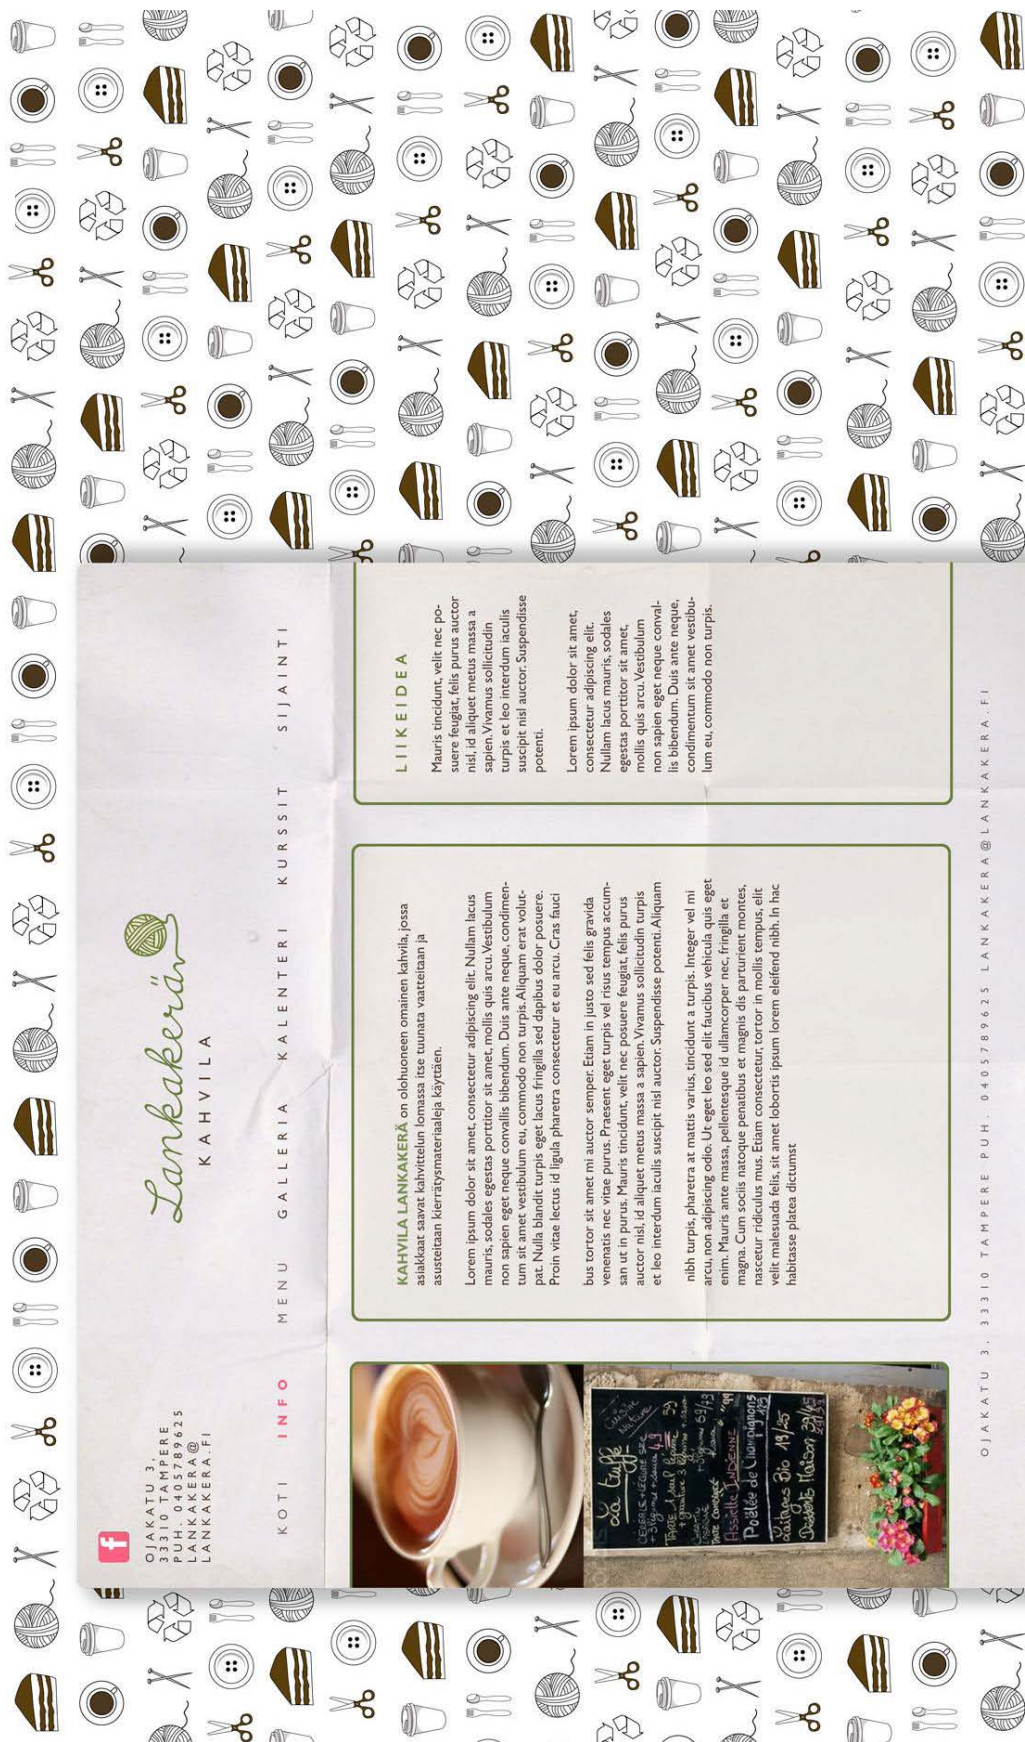 f
OJAKATU 3,
33310 TAMPERE
PUH. 0405789625
LANKAKERA@
LANKAKERA.FI
Lankakerä
KAHVILA
KOTI INFO MENU GALLERIA KALENTERI KURSSIT SIJAINTI
La truffe
Cuisine
Nature
Assiette INDIENNE
Poêlée de Champignons
KAHVILA LANKAKERÄ on olohuoneen omainen kahvila, jossa
asiakkaat saavat kahvittelun lomassa itse tuunata vaatteitaan ja
asusteitaan kierrätysmateriaaleja käyttäen.
Lorem ipsum dolor sit amet, consectetur adipiscing elit. Nullam lacus
mauris, sodales egestas porttitor sit amet, mollis quis arcu. Vestibulum
non sapien eget neque convallis bibendum. Duis ante neque, condimen-
tum sit amet vestibulum eu, commodo non turpis. Aliquam erat volut-
pat. Nulla blandit turpis eget lacus fringilla sed dapibus dolor posuere.
Proin vitae lectus id ligula pharetra consectetur et eu arcu. Cras fauci
bus tortor sit amet mi auctor semper. Etiam in justo sed felis gravida
venenatis nec vitae purus. Praesent eget turpis vel risus tempus accum-
san ut in purus. Mauris tincidunt, velit nec posuere feugiat, felis purus
auctor nisl, id aliquet metus massa a sapien. Vivamus sollicitudin turpis
et leo interdum iaculis suscipit nisl auctor. Suspendisse potenti. Aliquam
nibh turpis, pharetra at mattis varius, tincidunt a turpis. Integer vel mi
arcu, non adipiscing odio. Ut eget leo sed elit faucibus vehicula quis eget
enim. Mauris ante massa, pellentesque id ullamcorper nec, fringilla et
magna. Cum sociis natoque penatibus et magnis dis parturient montes,
nascetur ridiculus mus. Etiam consectetur, tortor in mollis tempus, elit
velit malesuada felis, sit amet lobortis ipsum lorem eleifend nibh. In hac
habitasse platea dictumst
LIIKEIDEA
Mauris tincidunt, velit nec po-
suere feugiat, felis purus auctor
nisl, id aliquet metus massa a
sapien. Vivamus sollicitudin
turpis et leo interdum iaculis
suscipit nisl auctor. Suspendisse
potenti.
Lorem ipsum dolor sit amet,
consectetur adipiscing elit.
Nullam lacus mauris, sodales
egestas porttitor sit amet,
mollis quis arcu. Vestibulum
non sapien eget neque conval-
lis bibendum. Duis ante neque,
condimentum sit amet vestibu-
lum eu, commodo non turpis.
OJAKATU 3, 33310 TAMPERE PUH. 0405789625 LANKAKERA@LANKAKERA.FI